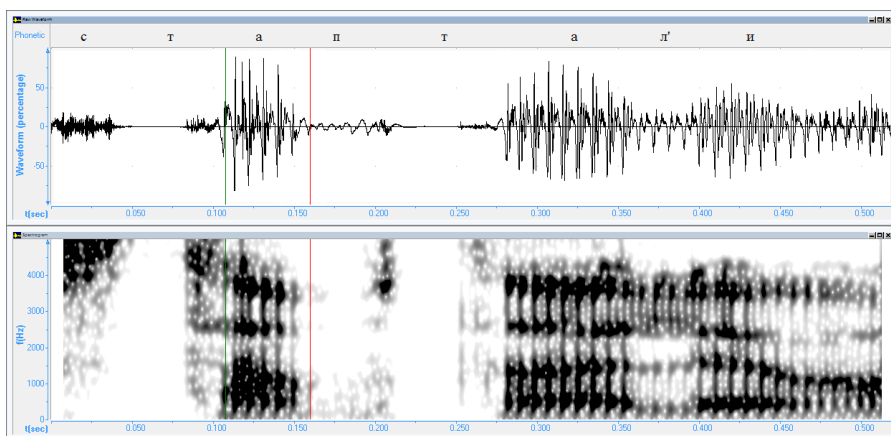 Raw Waveform
Phonetic с т а п т а л' и
Waveform (percentage)
50
0
-50
t(sec) 0.050 0.100 0.150 0.200 0.250 0.300 0.350 0.400 0.450 0.500
Spectrogram
f(Hz)
4000
3000
2000
1000
0
t(sec) 0.050 0.100 0.150 0.200 0.250 0.300 0.350 0.400 0.450 0.500